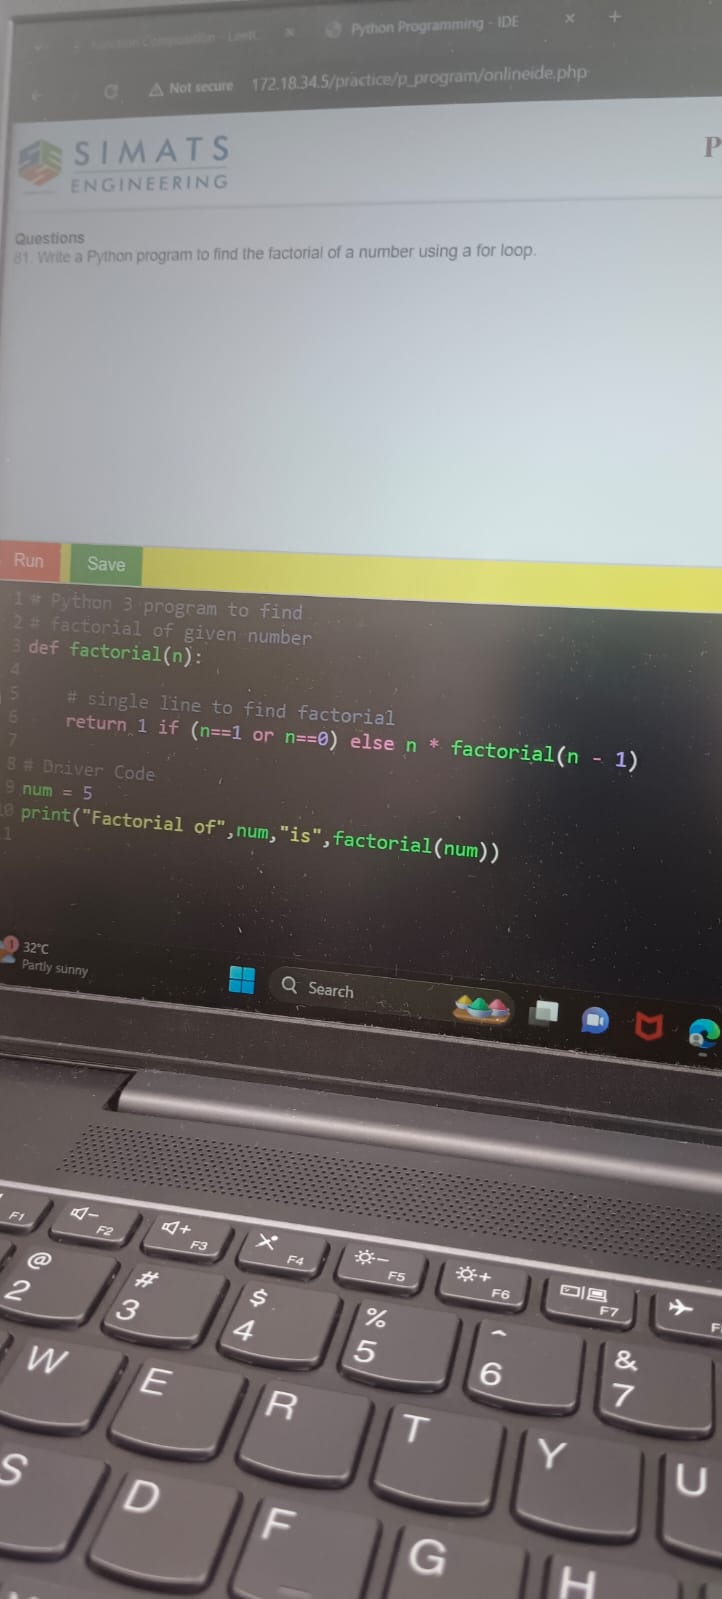 Function Composition - Leet
Python Programming - IDE
Not secure 172.18.34.5/practice/p_program/onlineide.php
SIMATS
ENGINEERING
P
Questions
81. Write a Python program to find the factorial of a number using a for loop.
Run Save
1 # Python 3 program to find
2 # factorial of given number
3 def factorial(n):
4
5 # single line to find factorial
6 return 1 if (n==1 or n==0) else n * factorial(n - 1)
7
8 # Driver Code
9 num = 5
10 print("Factorial of",num,"is",factorial(num))
1
32°C
Partly sunny
Search
F1 F2 F3 F4 F5 F6 F7 F
@ # $ % ^ &
2 3 4 5 6 7
W E R T Y U
S D F G H